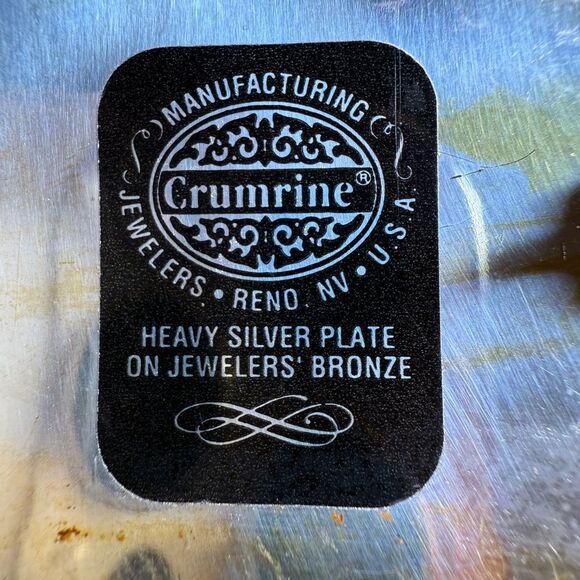 MANUFACTURING
Crumrine®
JEWELERS • RENO, NV • U.S.A.
HEAVY SILVER PLATE
ON JEWELERS' BRONZE